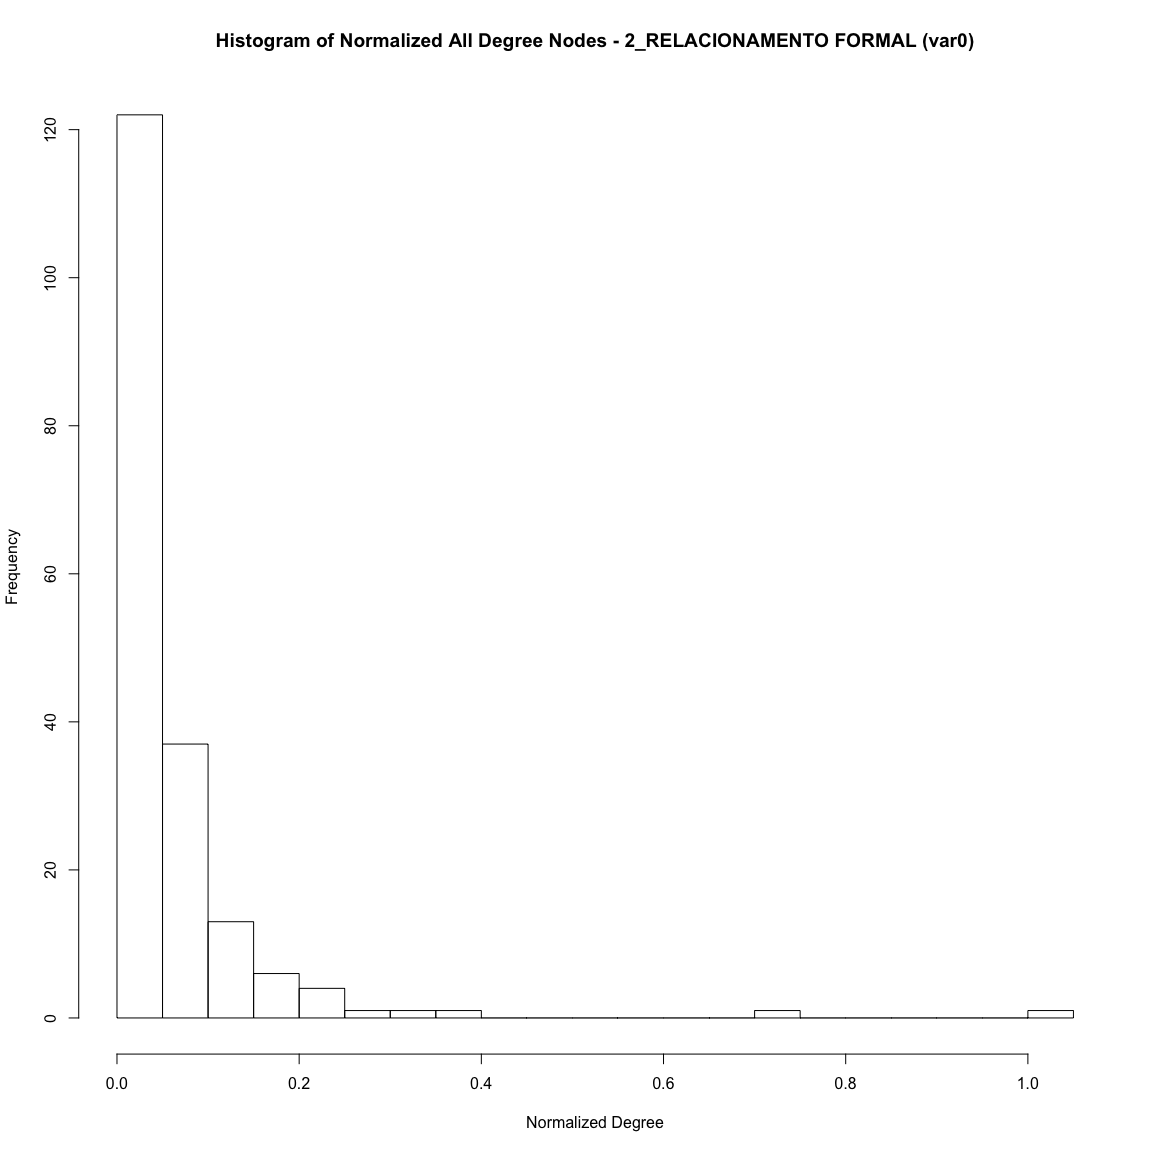 Histogram of Normalized All Degree Nodes - 2_RELACIONAMENTO FORMAL (var0)
120
100
80
60
40
20
0
Frequency
0.0 0.2 0.4 0.6 0.8 1.0
Normalized Degree